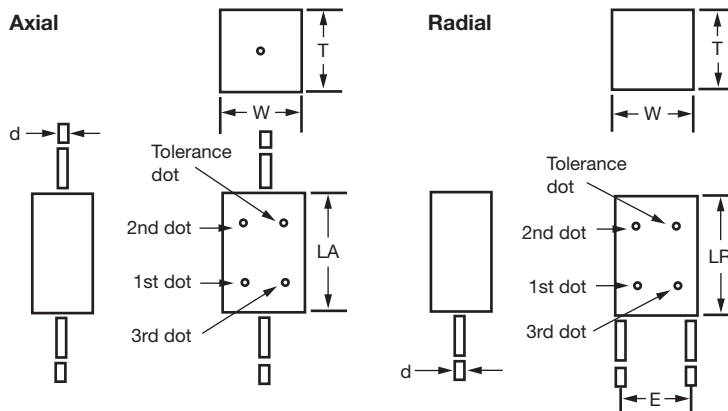 Axial
T
W
d
Tolerance
dot
2nd dot
LA
1st dot
3rd dot
Radial
T
W
Tolerance
dot
2nd dot
LR
1st dot
3rd dot
d
E